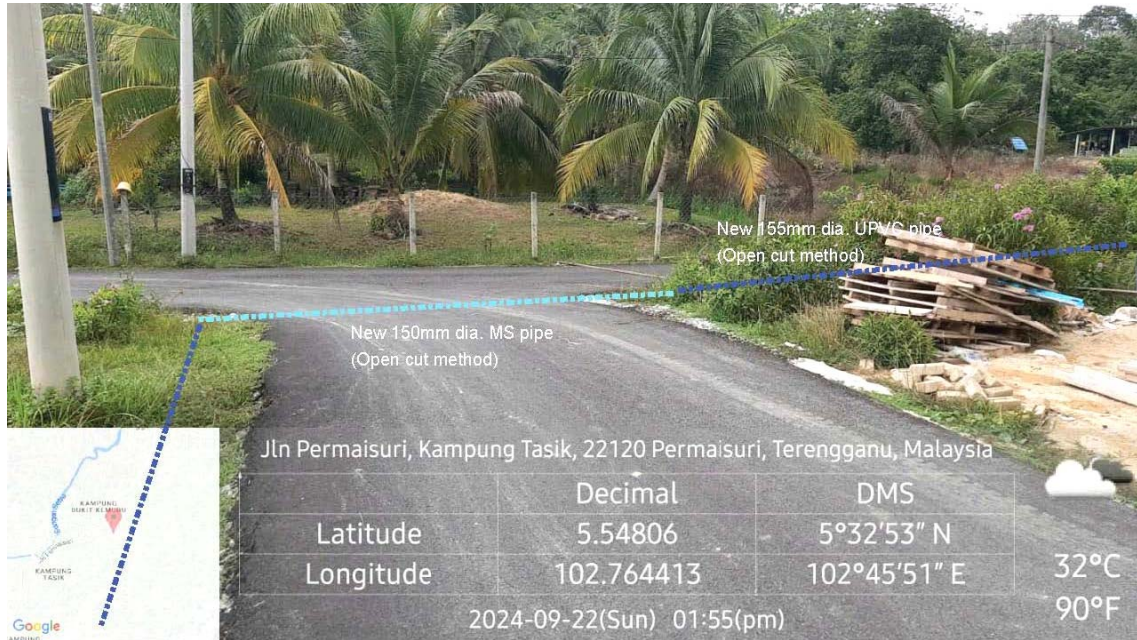 New 155mm dia. UPVC pipe
(Open cut method)
New 150mm dia. MS pipe
(Open cut method)
Jln Permaisuri, Kampung Tasik, 22120 Permaisuri, Terengganu, Malaysia
Decimal DMS
Latitude 5.54806 5°32'53" N
Longitude 102.764413 102°45'51" E
2024-09-22(Sun) 01:55(pm)
32°C
90°F
KAMPUNG
BUKIT
KAMPUNG
TASIK
Google